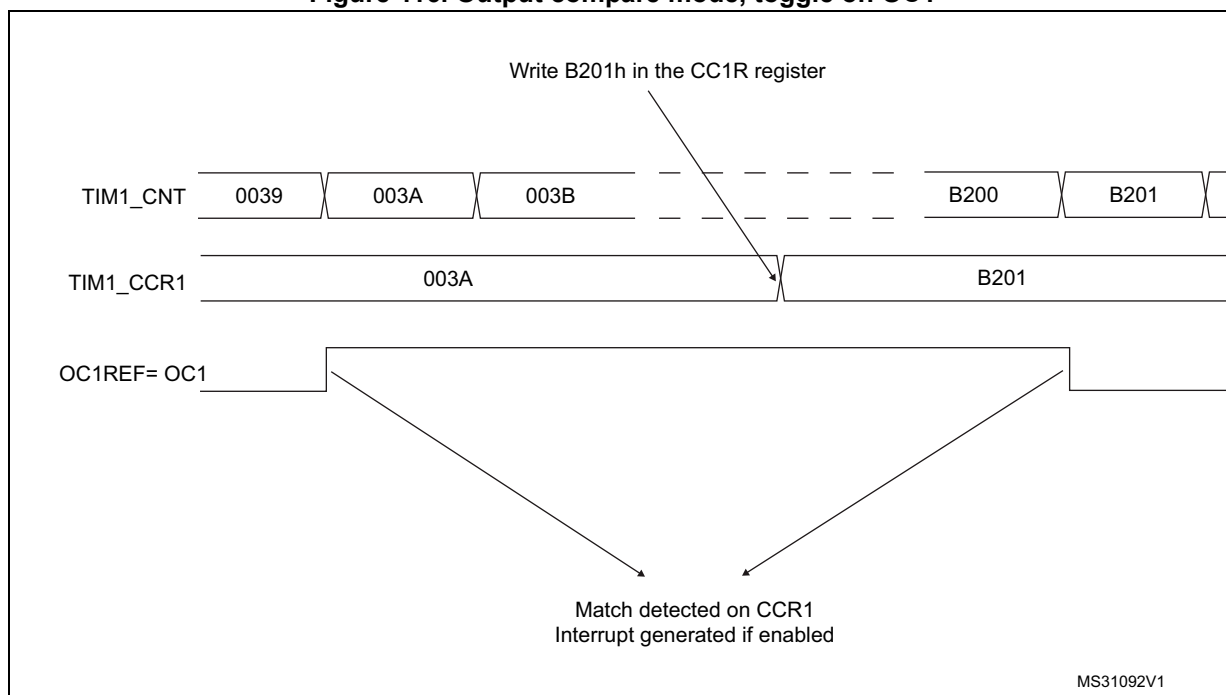 Write B201h in the CC1R register
TIM1_CNT 0039 003A 003B B200 B201
TIM1_CCR1 003A B201
OC1REF= OC1
Match detected on CCR1
Interrupt generated if enabled
MS31092V1